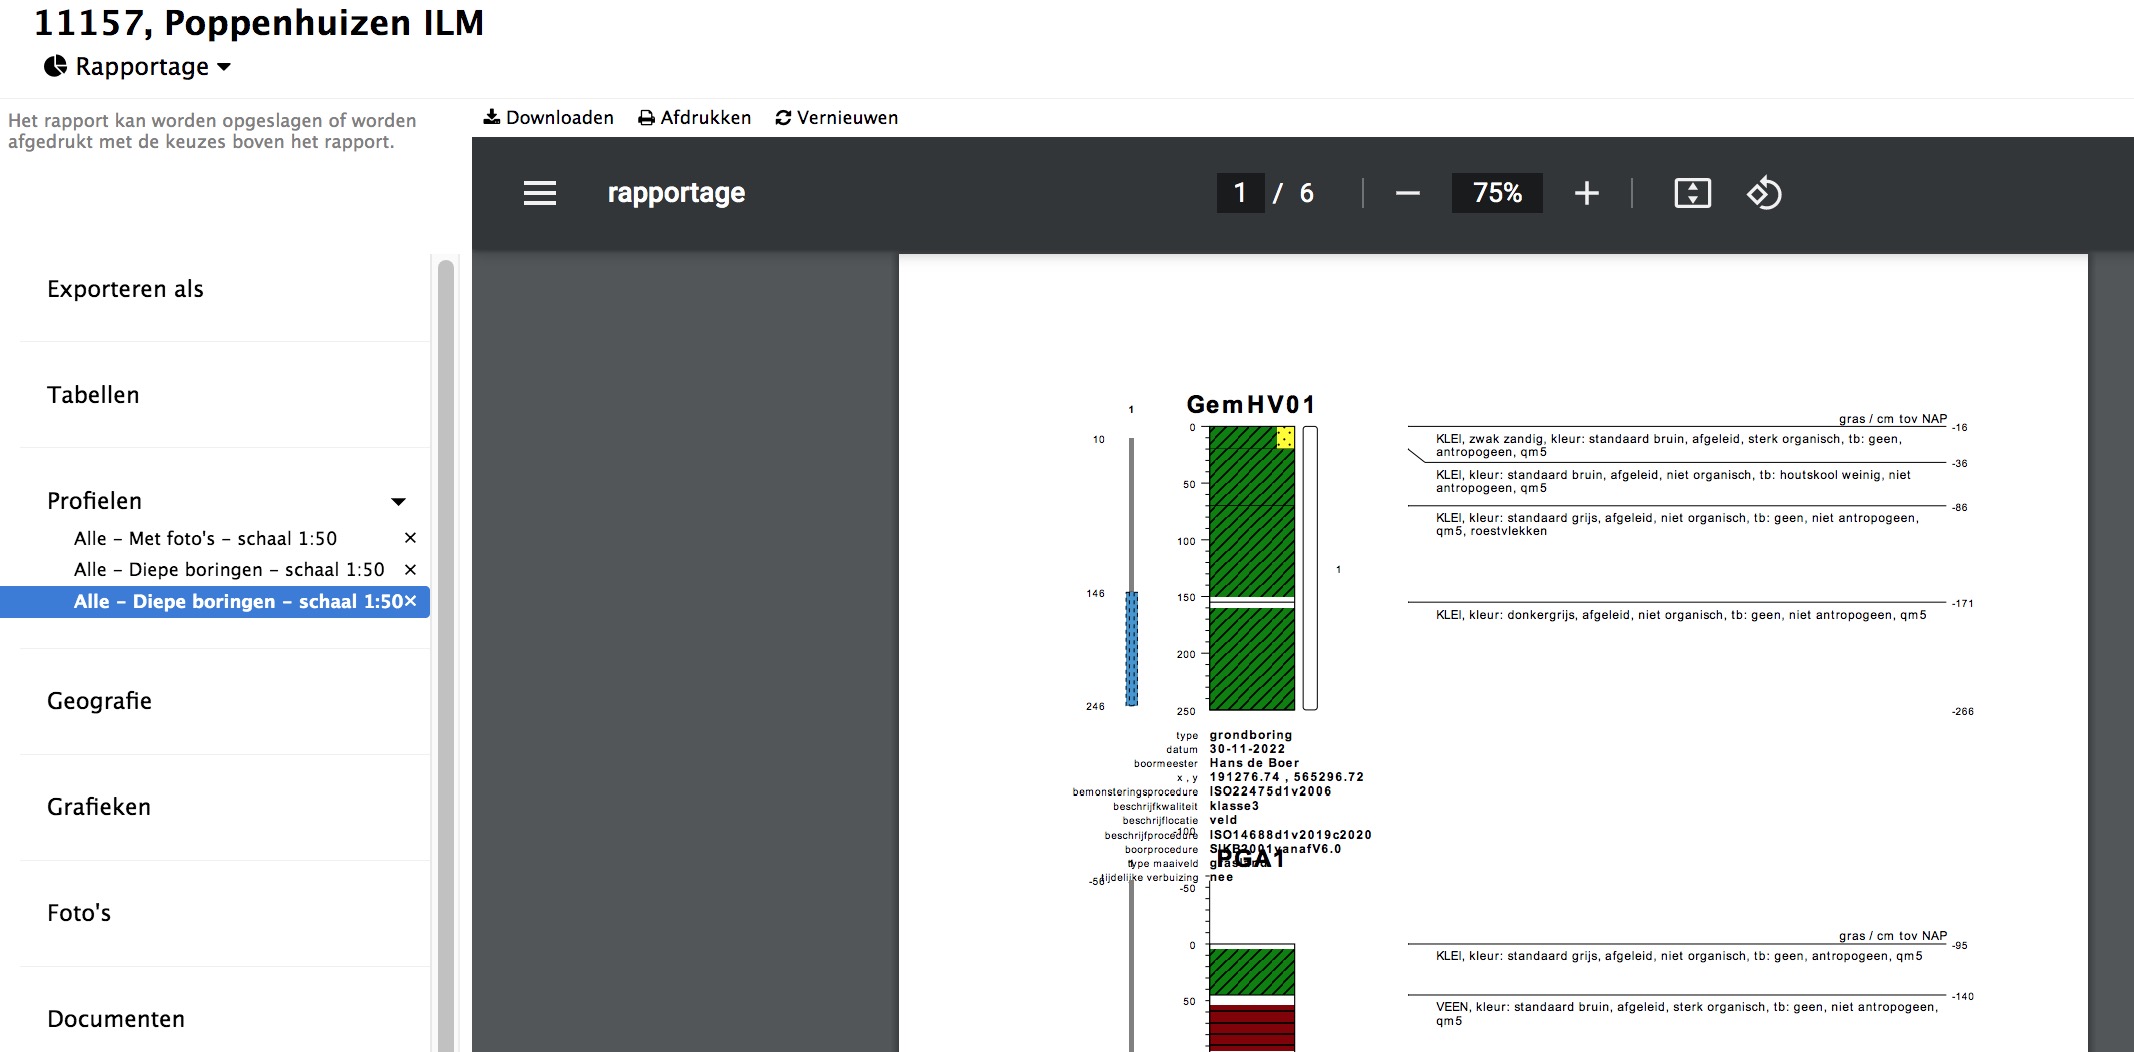 11157, Poppenhuizen ILM
Rapportage
Het rapport kan worden opgeslagen of worden
afgedrukt met de keuzes boven het rapport.
Downloaden Afdrukken Vernieuwen
rapportage 1 / 6 75%
Exporteren als
Tabellen
Profielen
Alle – Met foto's – schaal 1:50
Alle – Diepe boringen – schaal 1:50
Alle – Diepe boringen – schaal 1:50
Geografie
Grafieken
Foto's
Documenten
GemHV01
1
10
146
246
0
50
100
150
200
250
1
gras / cm tov NAP
-16
KLEI, zwak zandig, kleur: standaard bruin, afgeleid, sterk organisch, tb: geen,
antropogeen, qm5
-36
KLEI, kleur: standaard bruin, afgeleid, niet organisch, tb: houtskool weinig, niet
antropogeen, qm5
-86
KLEI, kleur: standaard grijs, afgeleid, niet organisch, tb: geen, niet antropogeen,
qm5, roestvlekken
-171
KLEI, kleur: donkergrijs, afgeleid, niet organisch, tb: geen, niet antropogeen, qm5
-266
type grondboring
datum 30-11-2022
boormeester Hans de Boer
x , y 191276.74 , 565296.72
bemonsteringsprocedure ISO22475d1v2006
beschrijfkwaliteit klasse3
beschrijflocatie veld
beschrijfprocedure ISO14688d1v2019c2020
boorprocedure SIKB2001vanafV6.0
type maaiveld grasland
tijdelijke verbuizing nee
PGA1
-100
-56
-50
0
50
gras / cm tov NAP
-95
KLEI, kleur: standaard grijs, afgeleid, niet organisch, tb: geen, antropogeen, qm5
-140
VEEN, kleur: standaard bruin, afgeleid, sterk organisch, tb: geen, niet antropogeen,
qm5